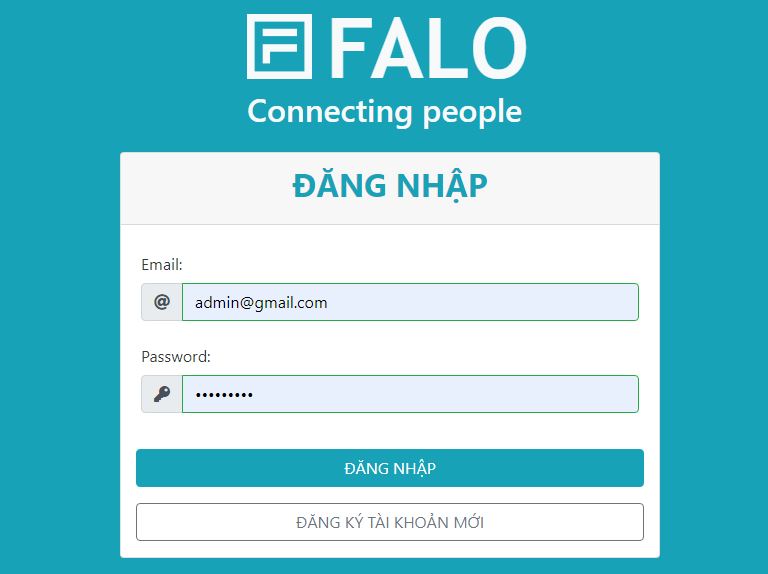 F FALO
Connecting people
ĐĂNG NHẬP
Email:
@ admin@gmail.com
Password:
•••••••••
ĐĂNG NHẬP
ĐĂNG KÝ TÀI KHOẢN MỚI